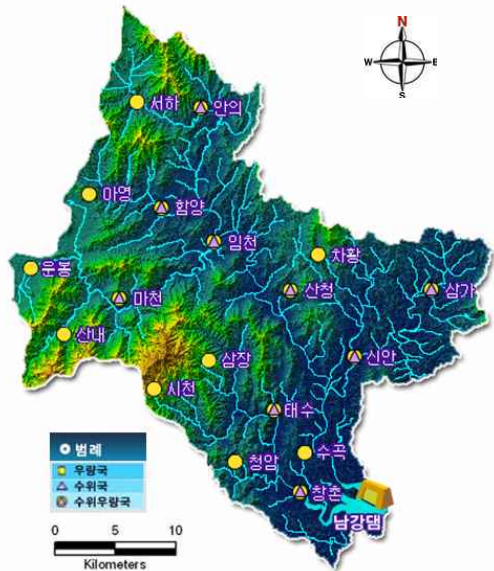 N
W E
S
서하
안의
아영
함양
임천
차황
운봉
마천
산청
삼가
산내
삼장
신안
시천
태수
청암
수곡
창촌
남강댐
범례
우량국
수위국
수위우량국
0 5 10
Kilometers